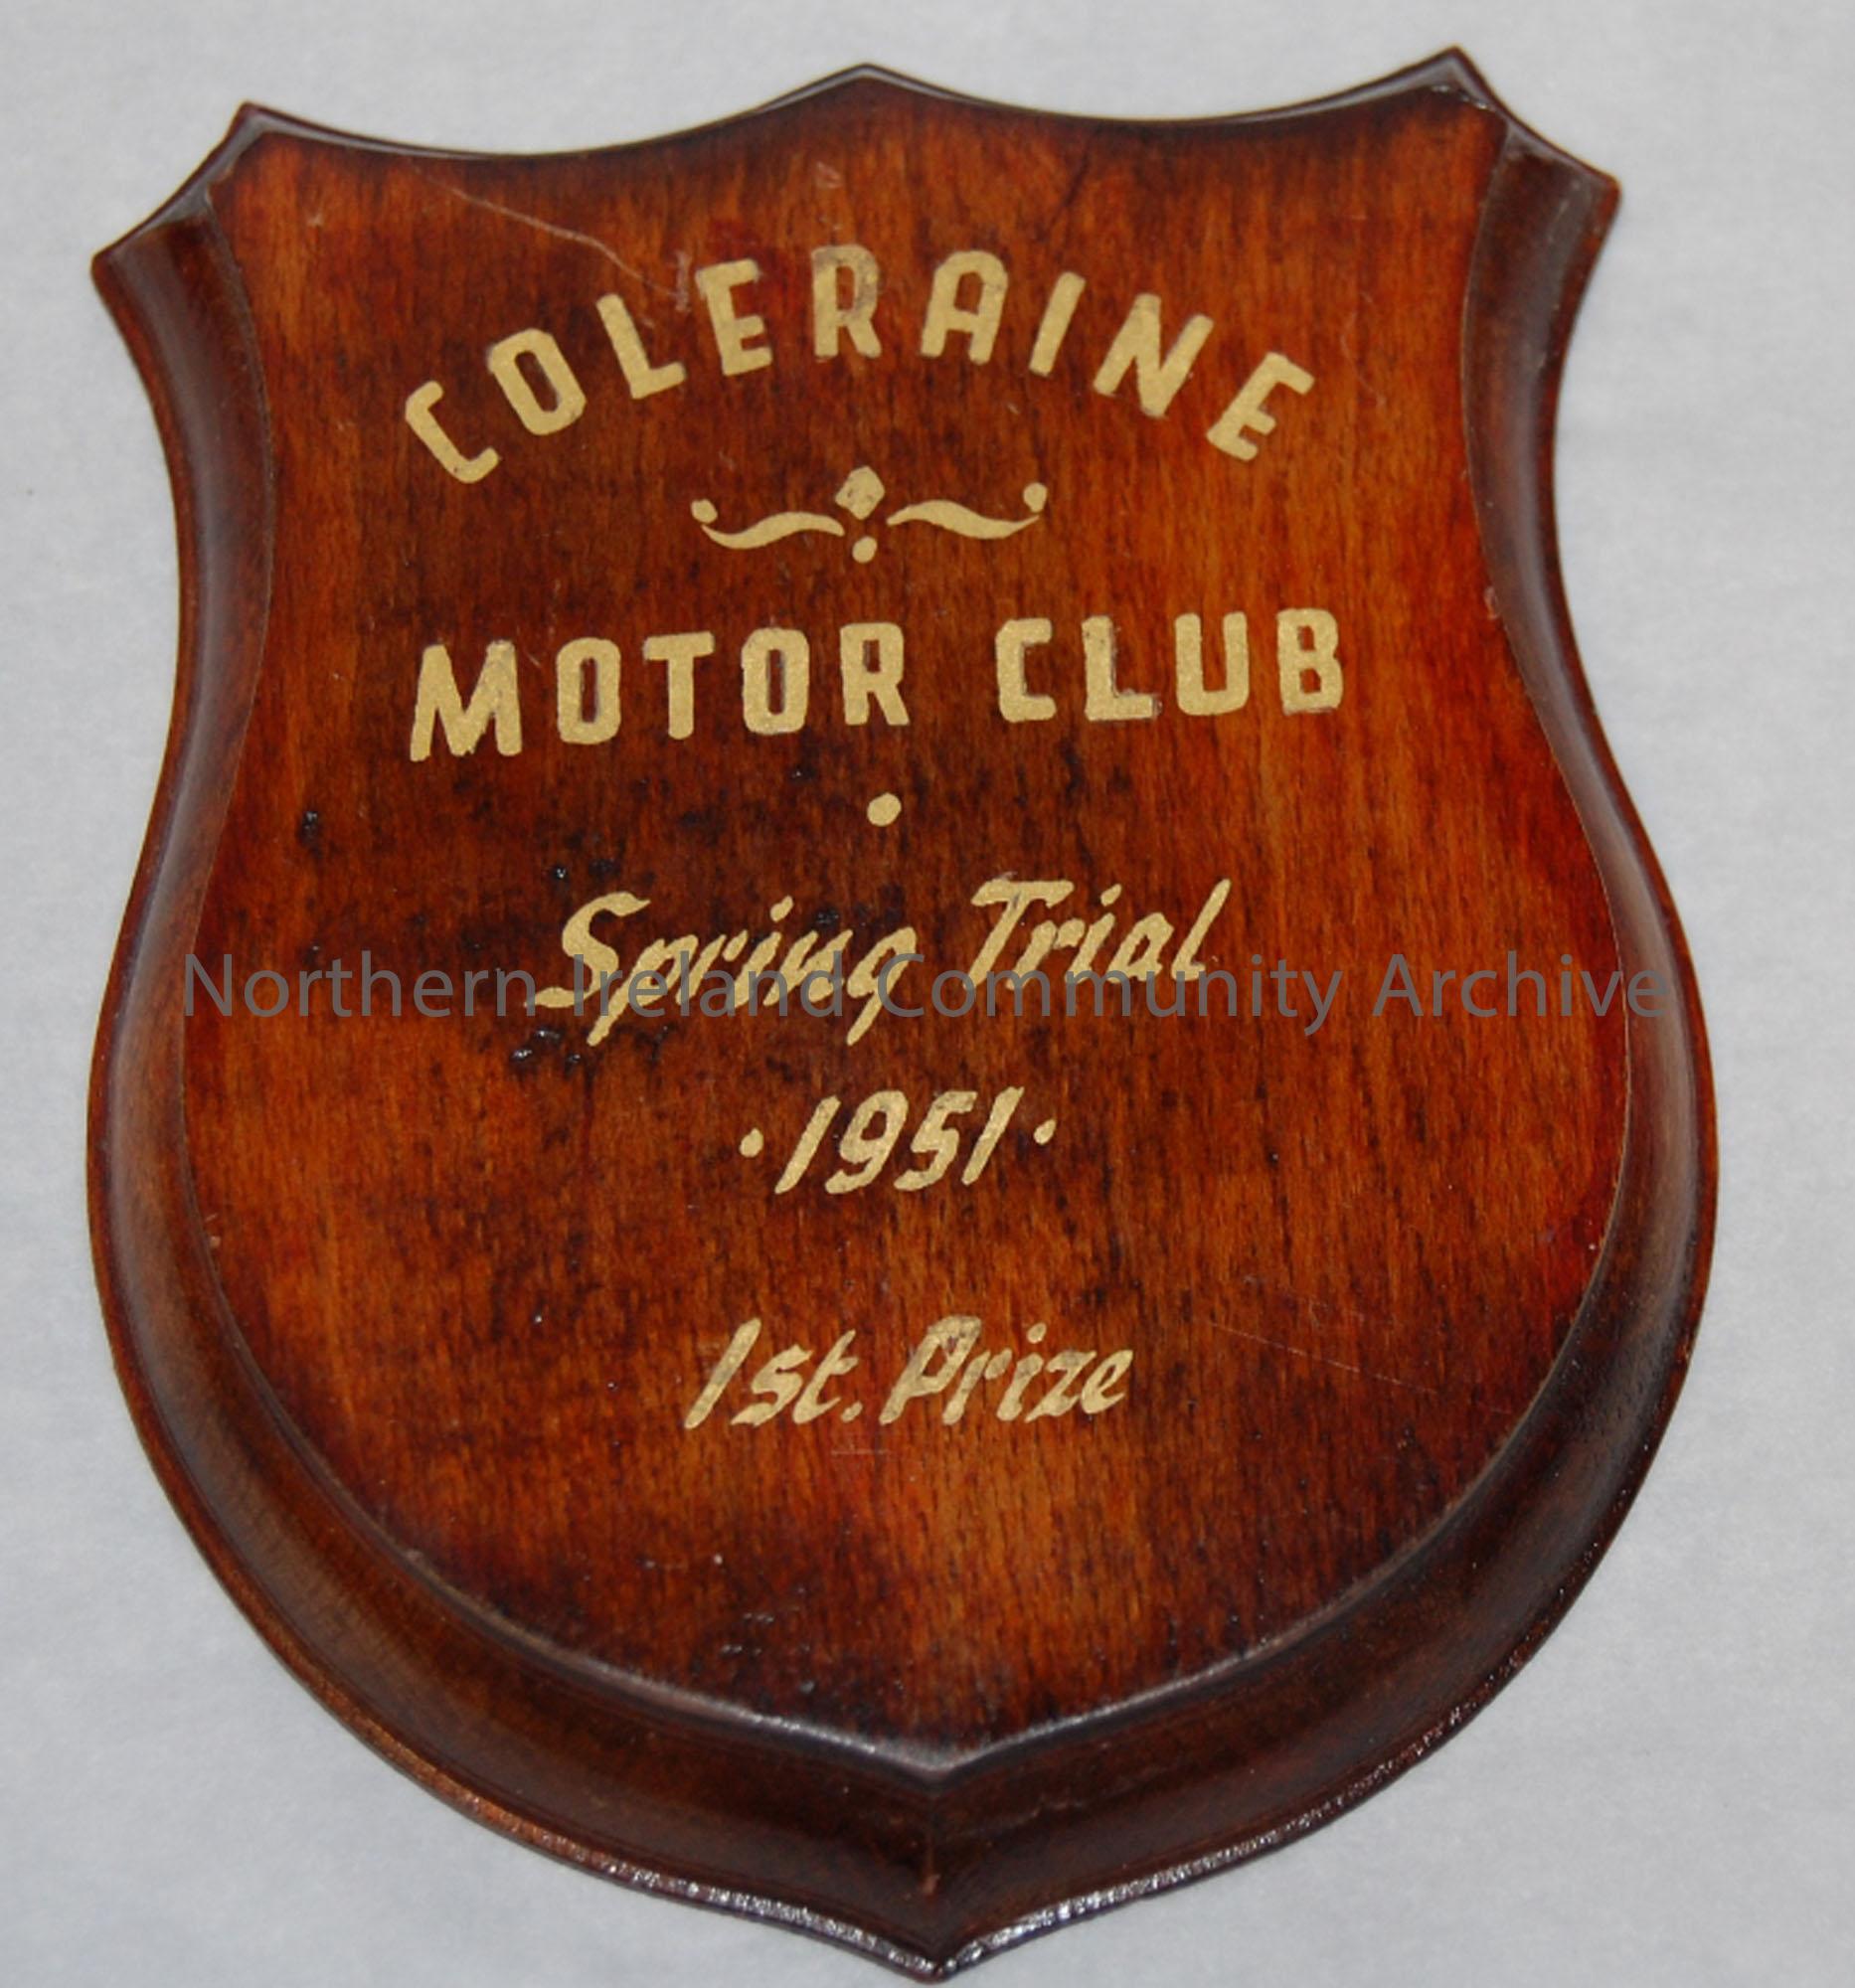 COLERAINE
MOTOR CLUB
Spring Trial
Northern Ireland Community Archive
·1951·
1st. Prize